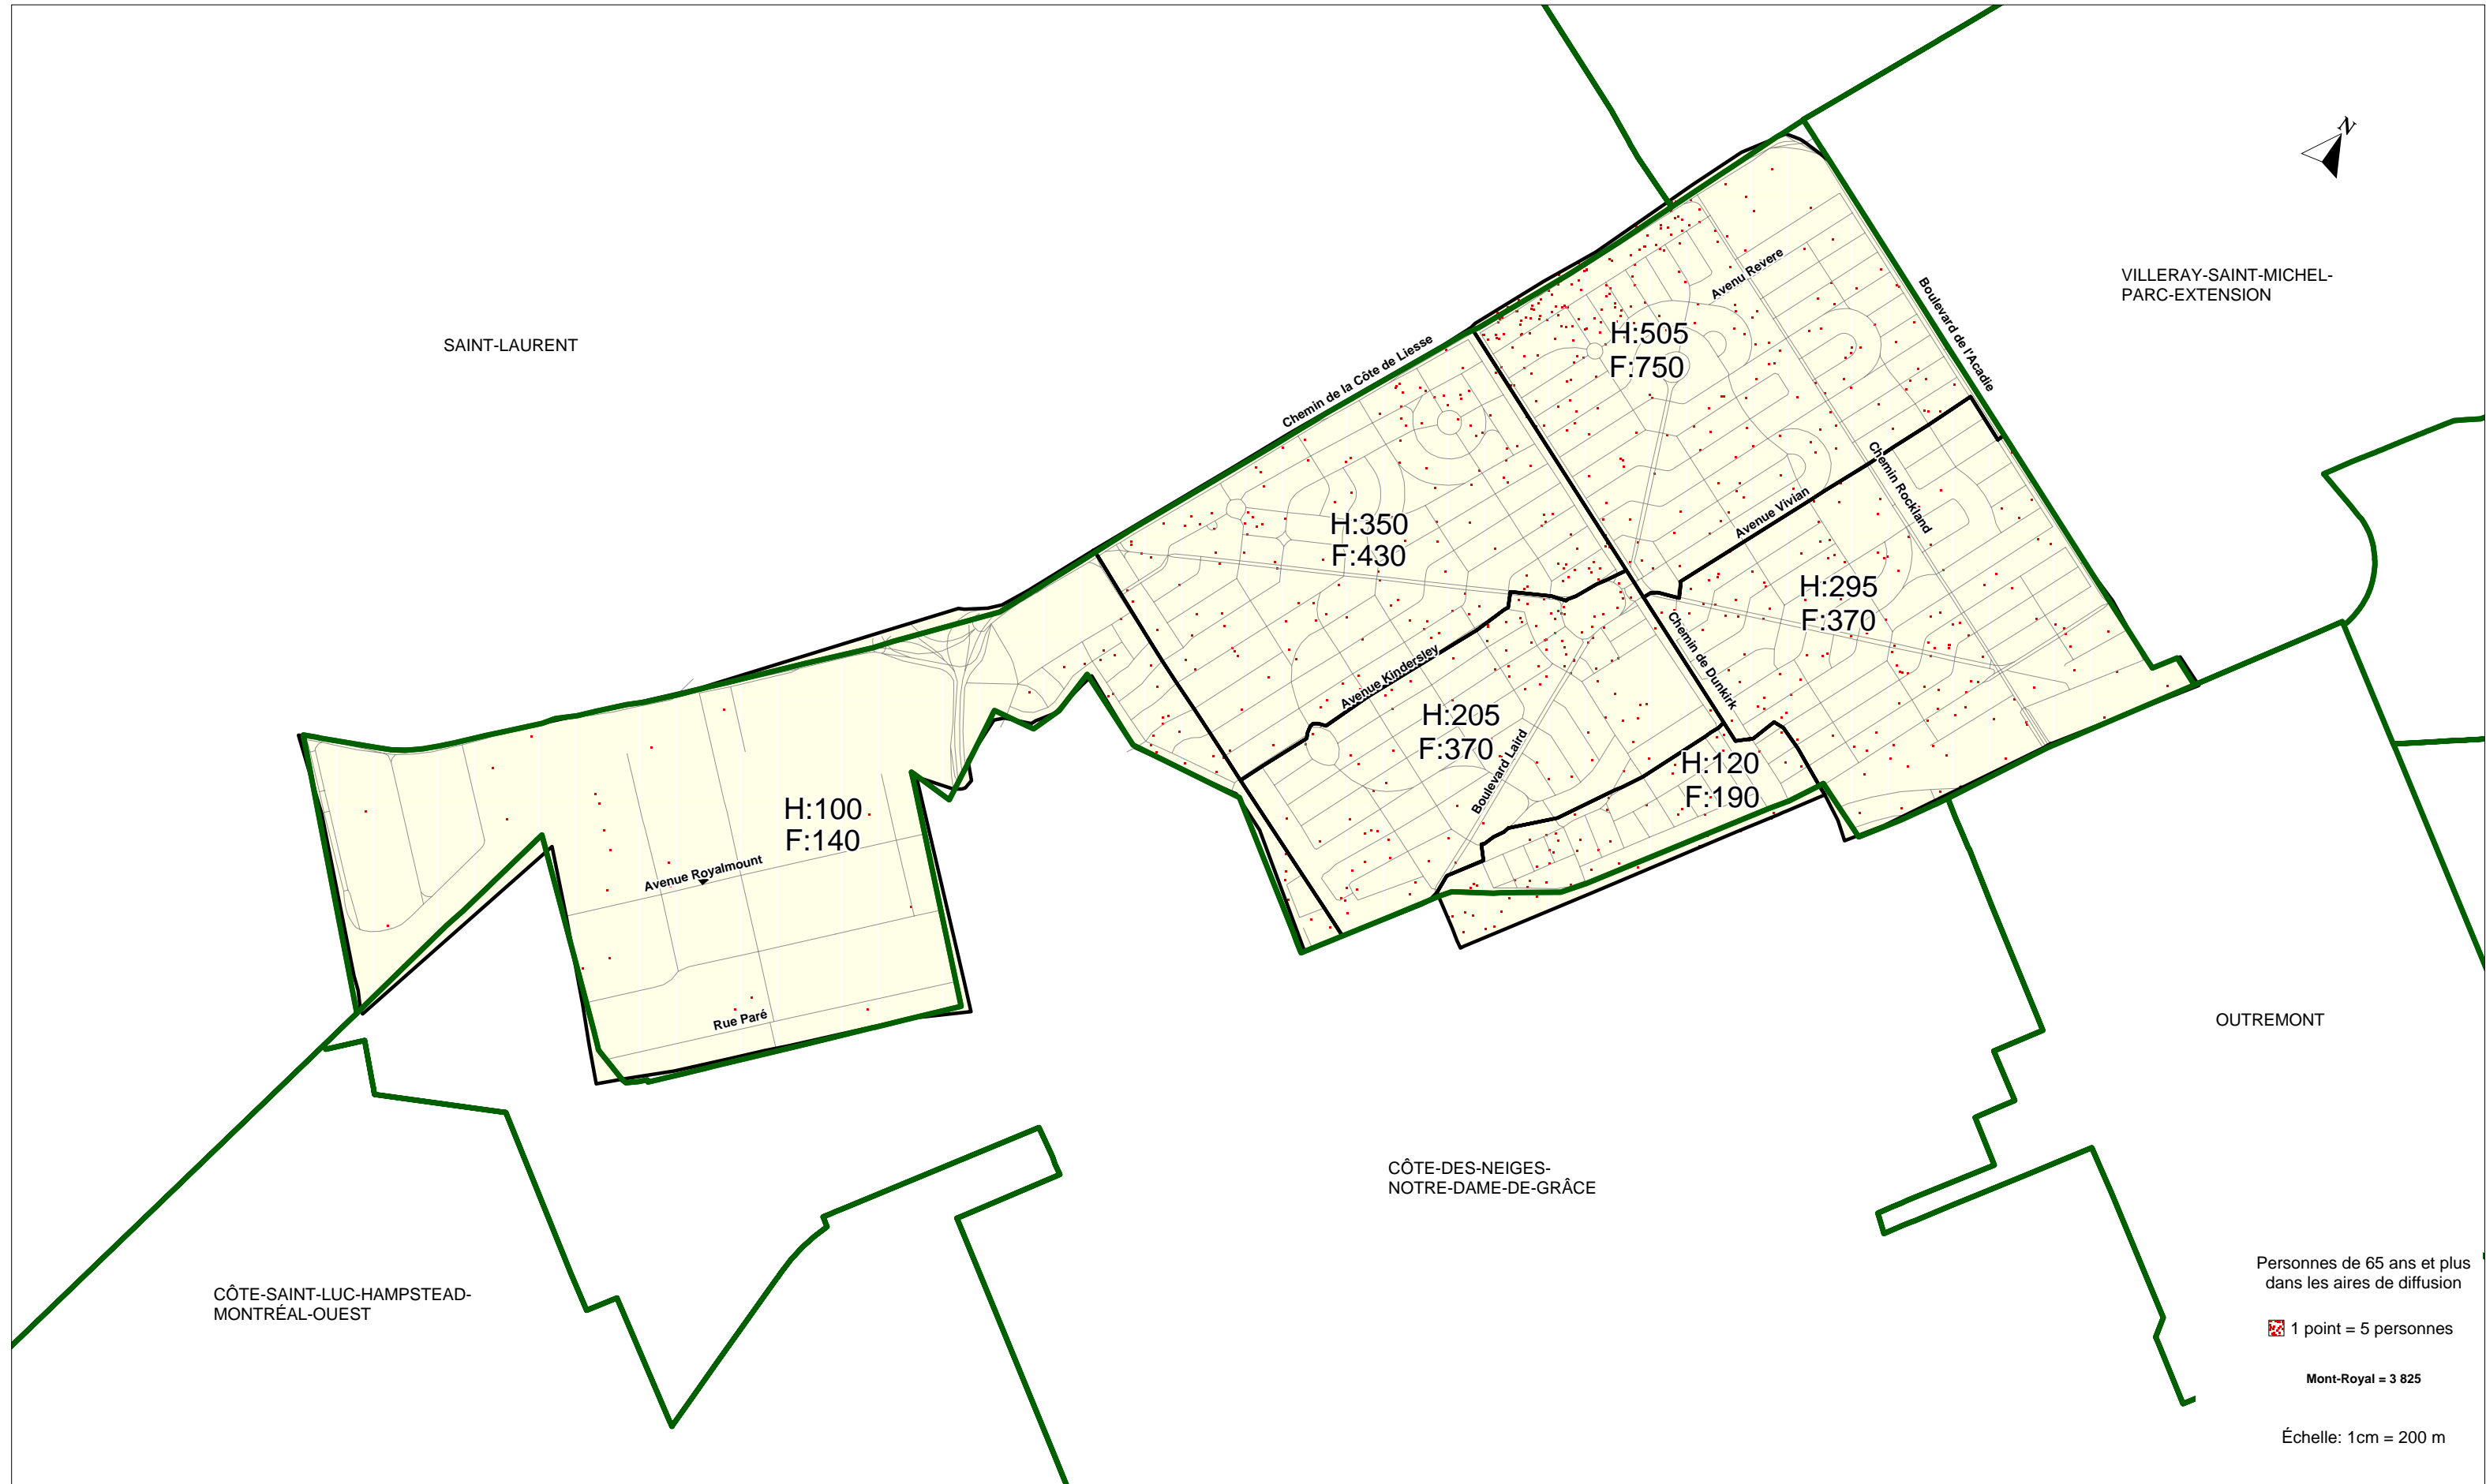 N
VILLERAY-SAINT-MICHEL-
PARC-EXTENSION
SAINT-LAURENT
Avenu Revere
Boulevard de l'Acadie
Chemin de la Côte de Liesse
H:505
F:750
Chemin Rockland
Avenue Vivian
H:350
F:430
H:295
F:370
Chemin de Dunkirk
Avenue Kindersley
H:205
F:370
Boulevard Laird
H:120
F:190
H:100
F:140
Avenue Royalmount
Rue Paré
OUTREMONT
CÔTE-DES-NEIGES-
NOTRE-DAME-DE-GRÂCE
CÔTE-SAINT-LUC-HAMPSTEAD-
MONTRÉAL-OUEST
Personnes de 65 ans et plus
dans les aires de diffusion
1 point = 5 personnes
Mont-Royal = 3 825
Échelle: 1cm = 200 m